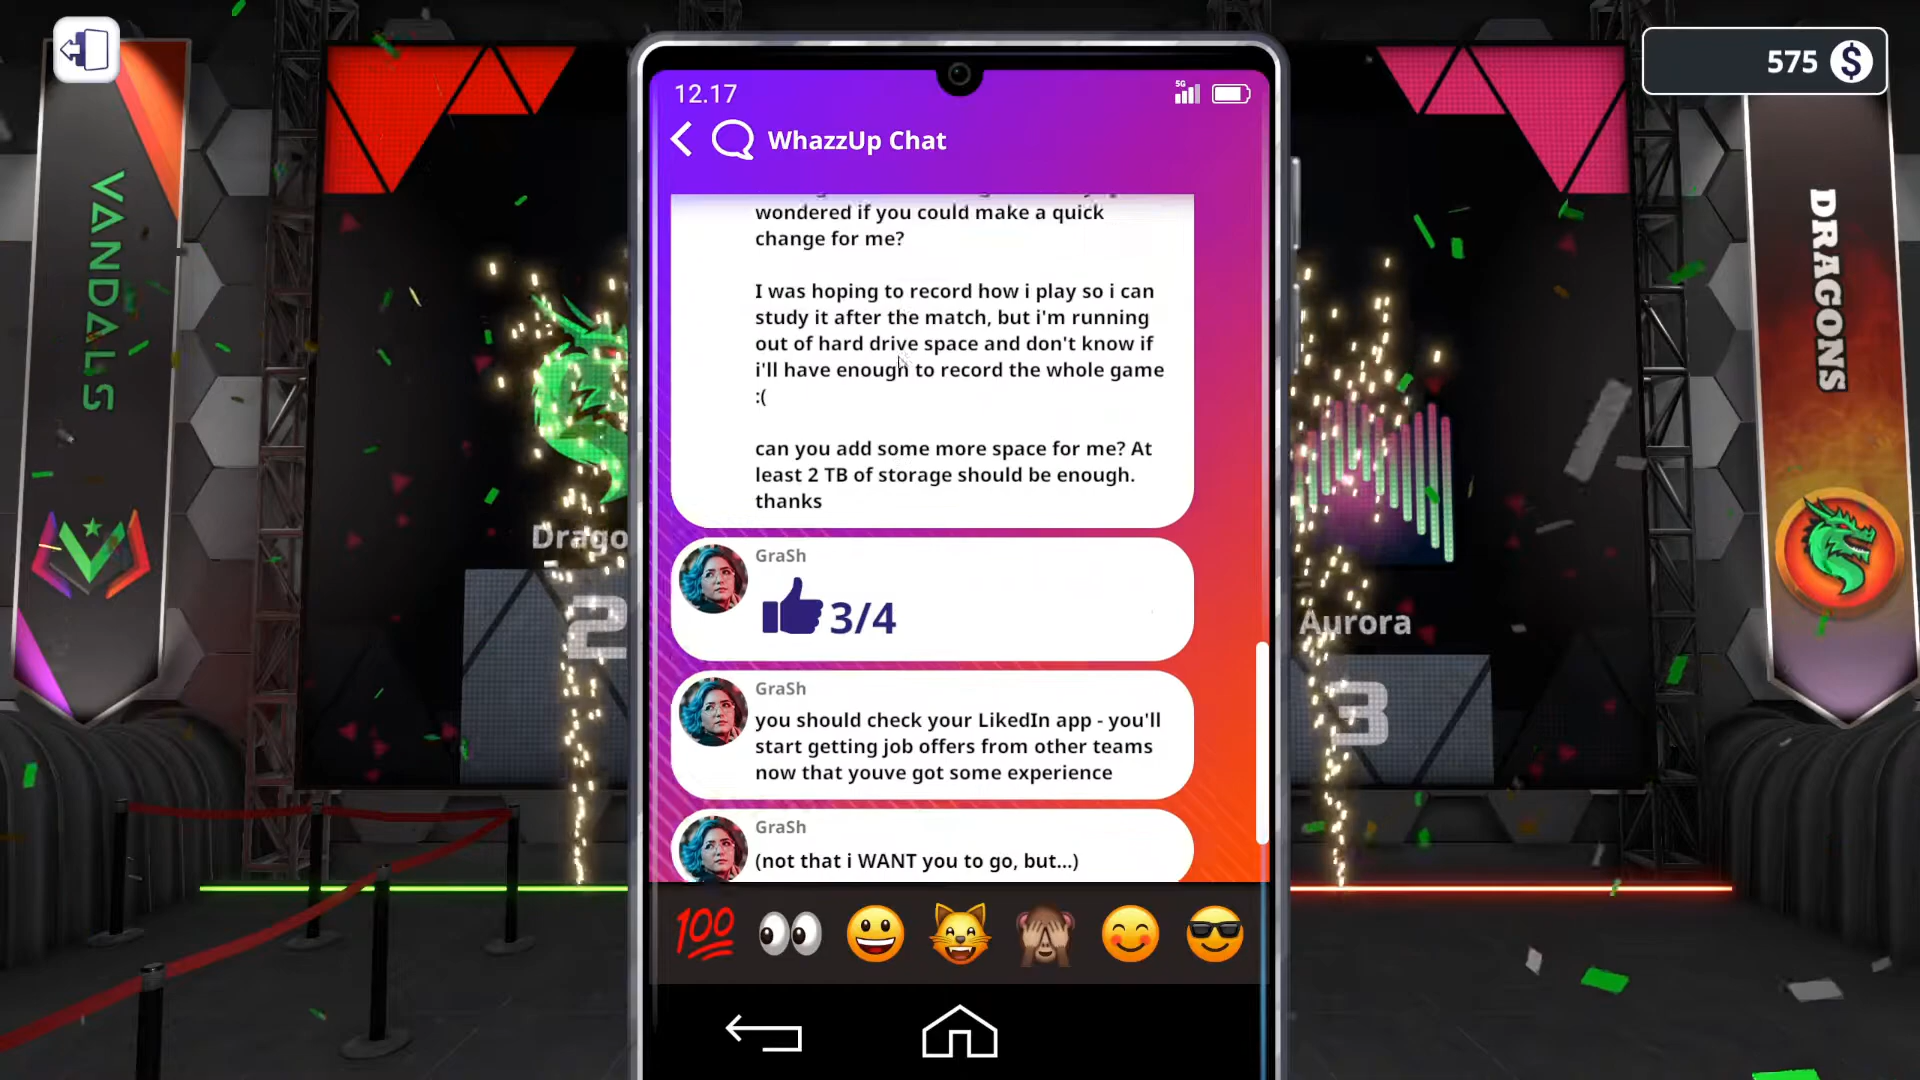 575 $
12.17
5G
WhazzUp Chat
wondered if you could make a quick
change for me?
I was hoping to record how i play so i can
study it after the match, but i'm running
out of hard drive space and don't know if
i'll have enough to record the whole game
:(
can you add some more space for me? At
least 2 TB of storage should be enough.
thanks
GraSh
3/4
GraSh
you should check your LikedIn app - you'll
start getting job offers from other teams
now that youve got some experience
GraSh
(not that i WANT you to go, but...)
100
VANDALS
DRAGONS
Drago
2
Aurora
3